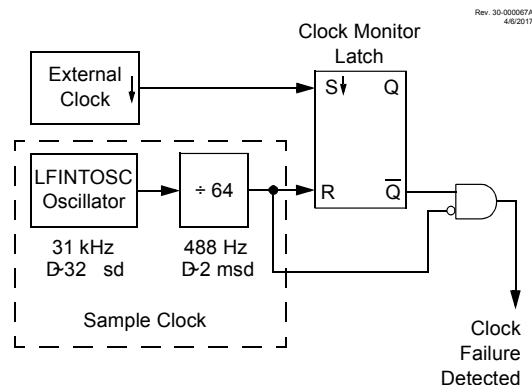 Rev. 30-000067A
4/6/2017
Clock Monitor
Latch
External
Clock
S
Q
LFINTOSC
Oscillator
÷ 64
R
Q
31 kHz
488 Hz
Sample Clock
Clock
Failure
Detected